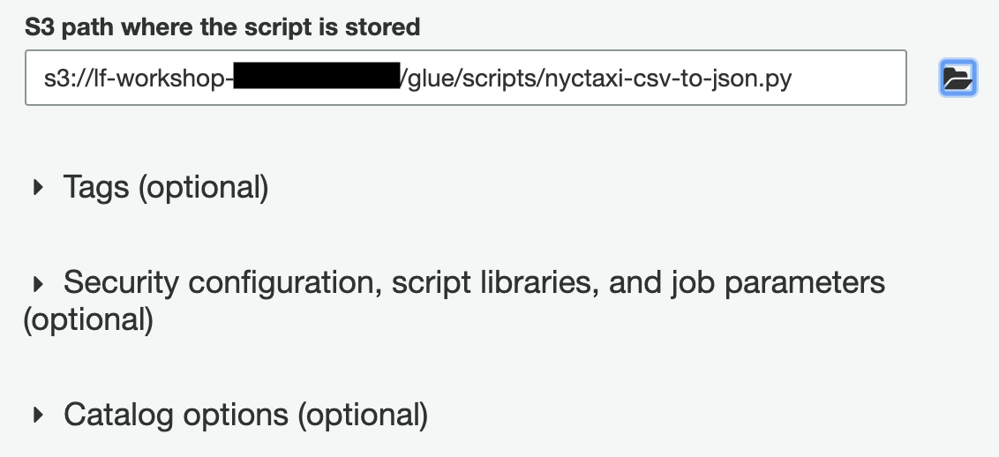 S3 path where the script is stored
s3://lf-workshop-/glue/scripts/nyctaxi-csv-to-json.py
Tags (optional)
Security configuration, script libraries, and job parameters
(optional)
Catalog options (optional)